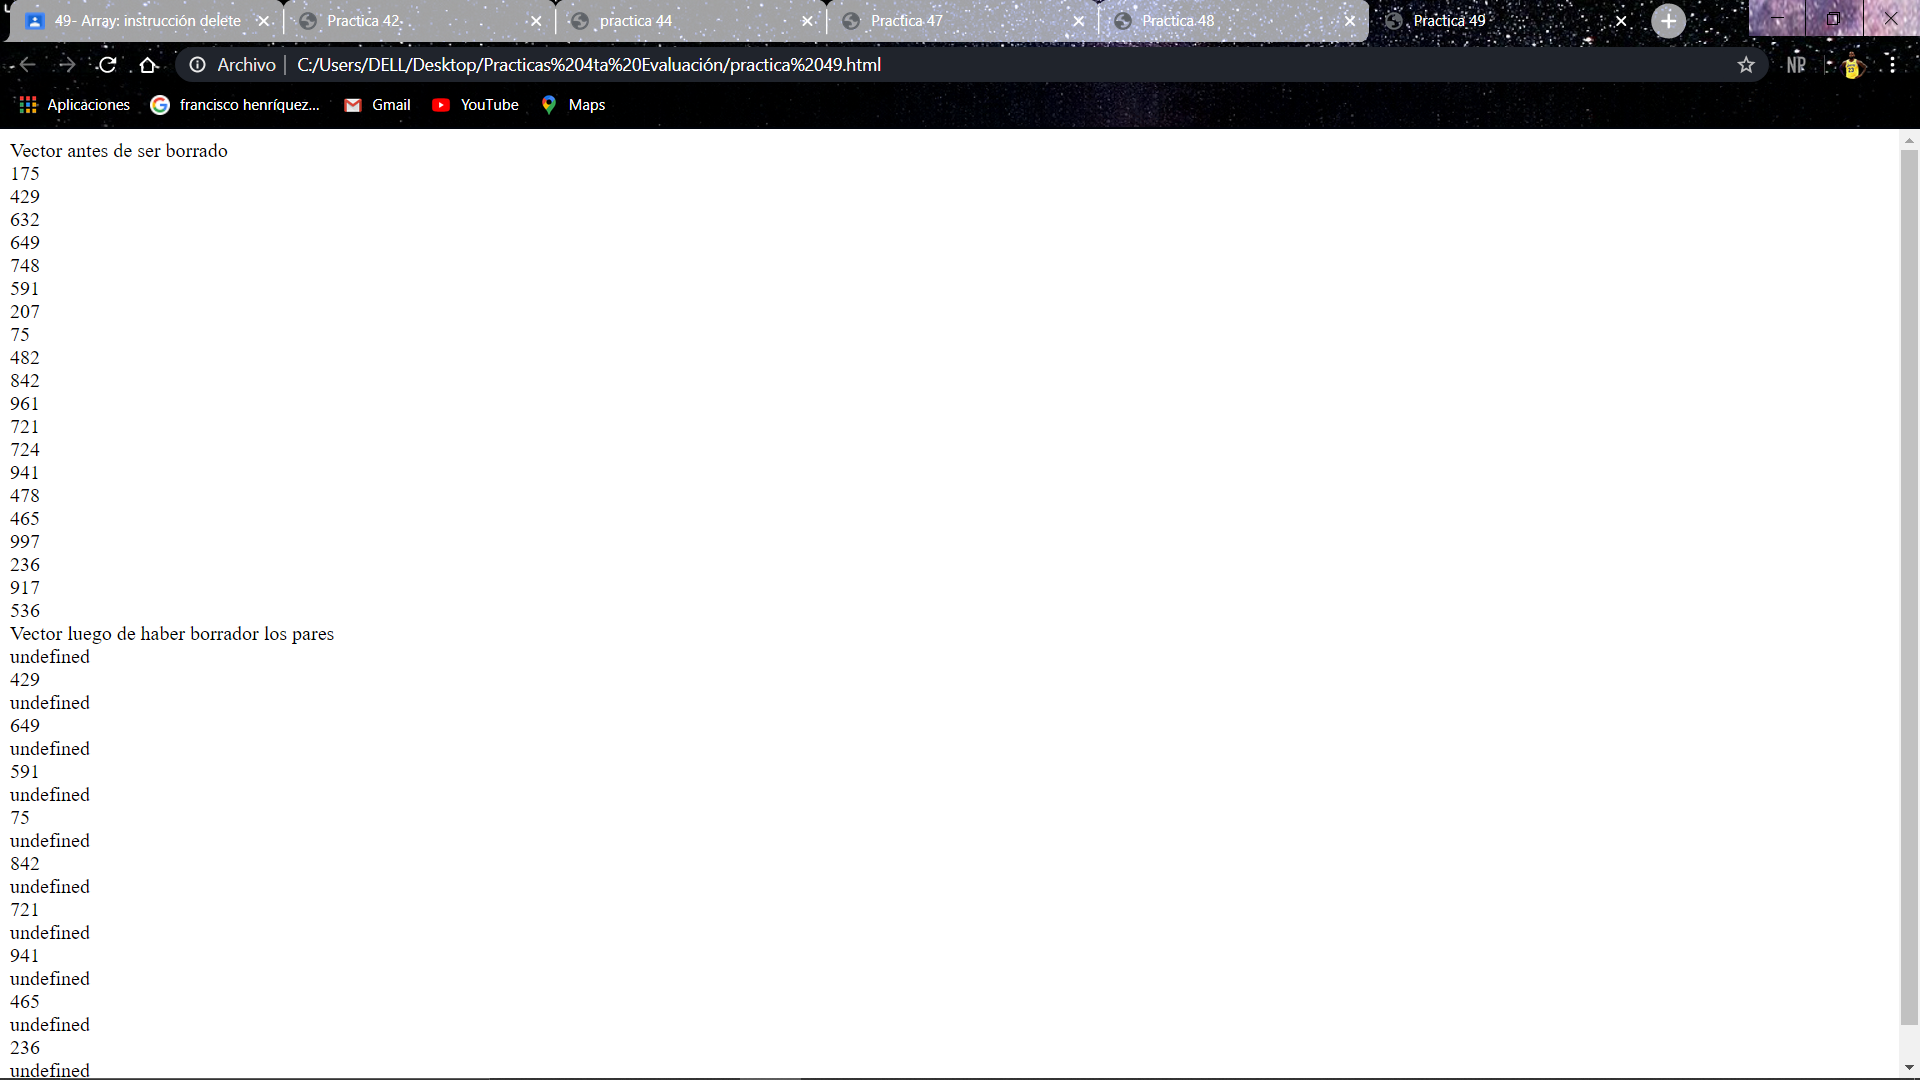 49- Array: instrucción delete
Practica 42
practica 44
Practica 47
Practica 48
Practica 49
Archivo
C:/Users/DELL/Desktop/Practicas%204ta%20Evaluación/practica%2049.html
NP
Aplicaciones
francisco henríquez...
Gmail
YouTube
Maps
Vector antes de ser borrado
175
429
632
649
748
591
207
75
482
842
961
721
724
941
478
465
997
236
917
536
Vector luego de haber borrador los pares
undefined
429
undefined
649
undefined
591
undefined
75
undefined
842
undefined
721
undefined
941
undefined
465
undefined
236
undefined